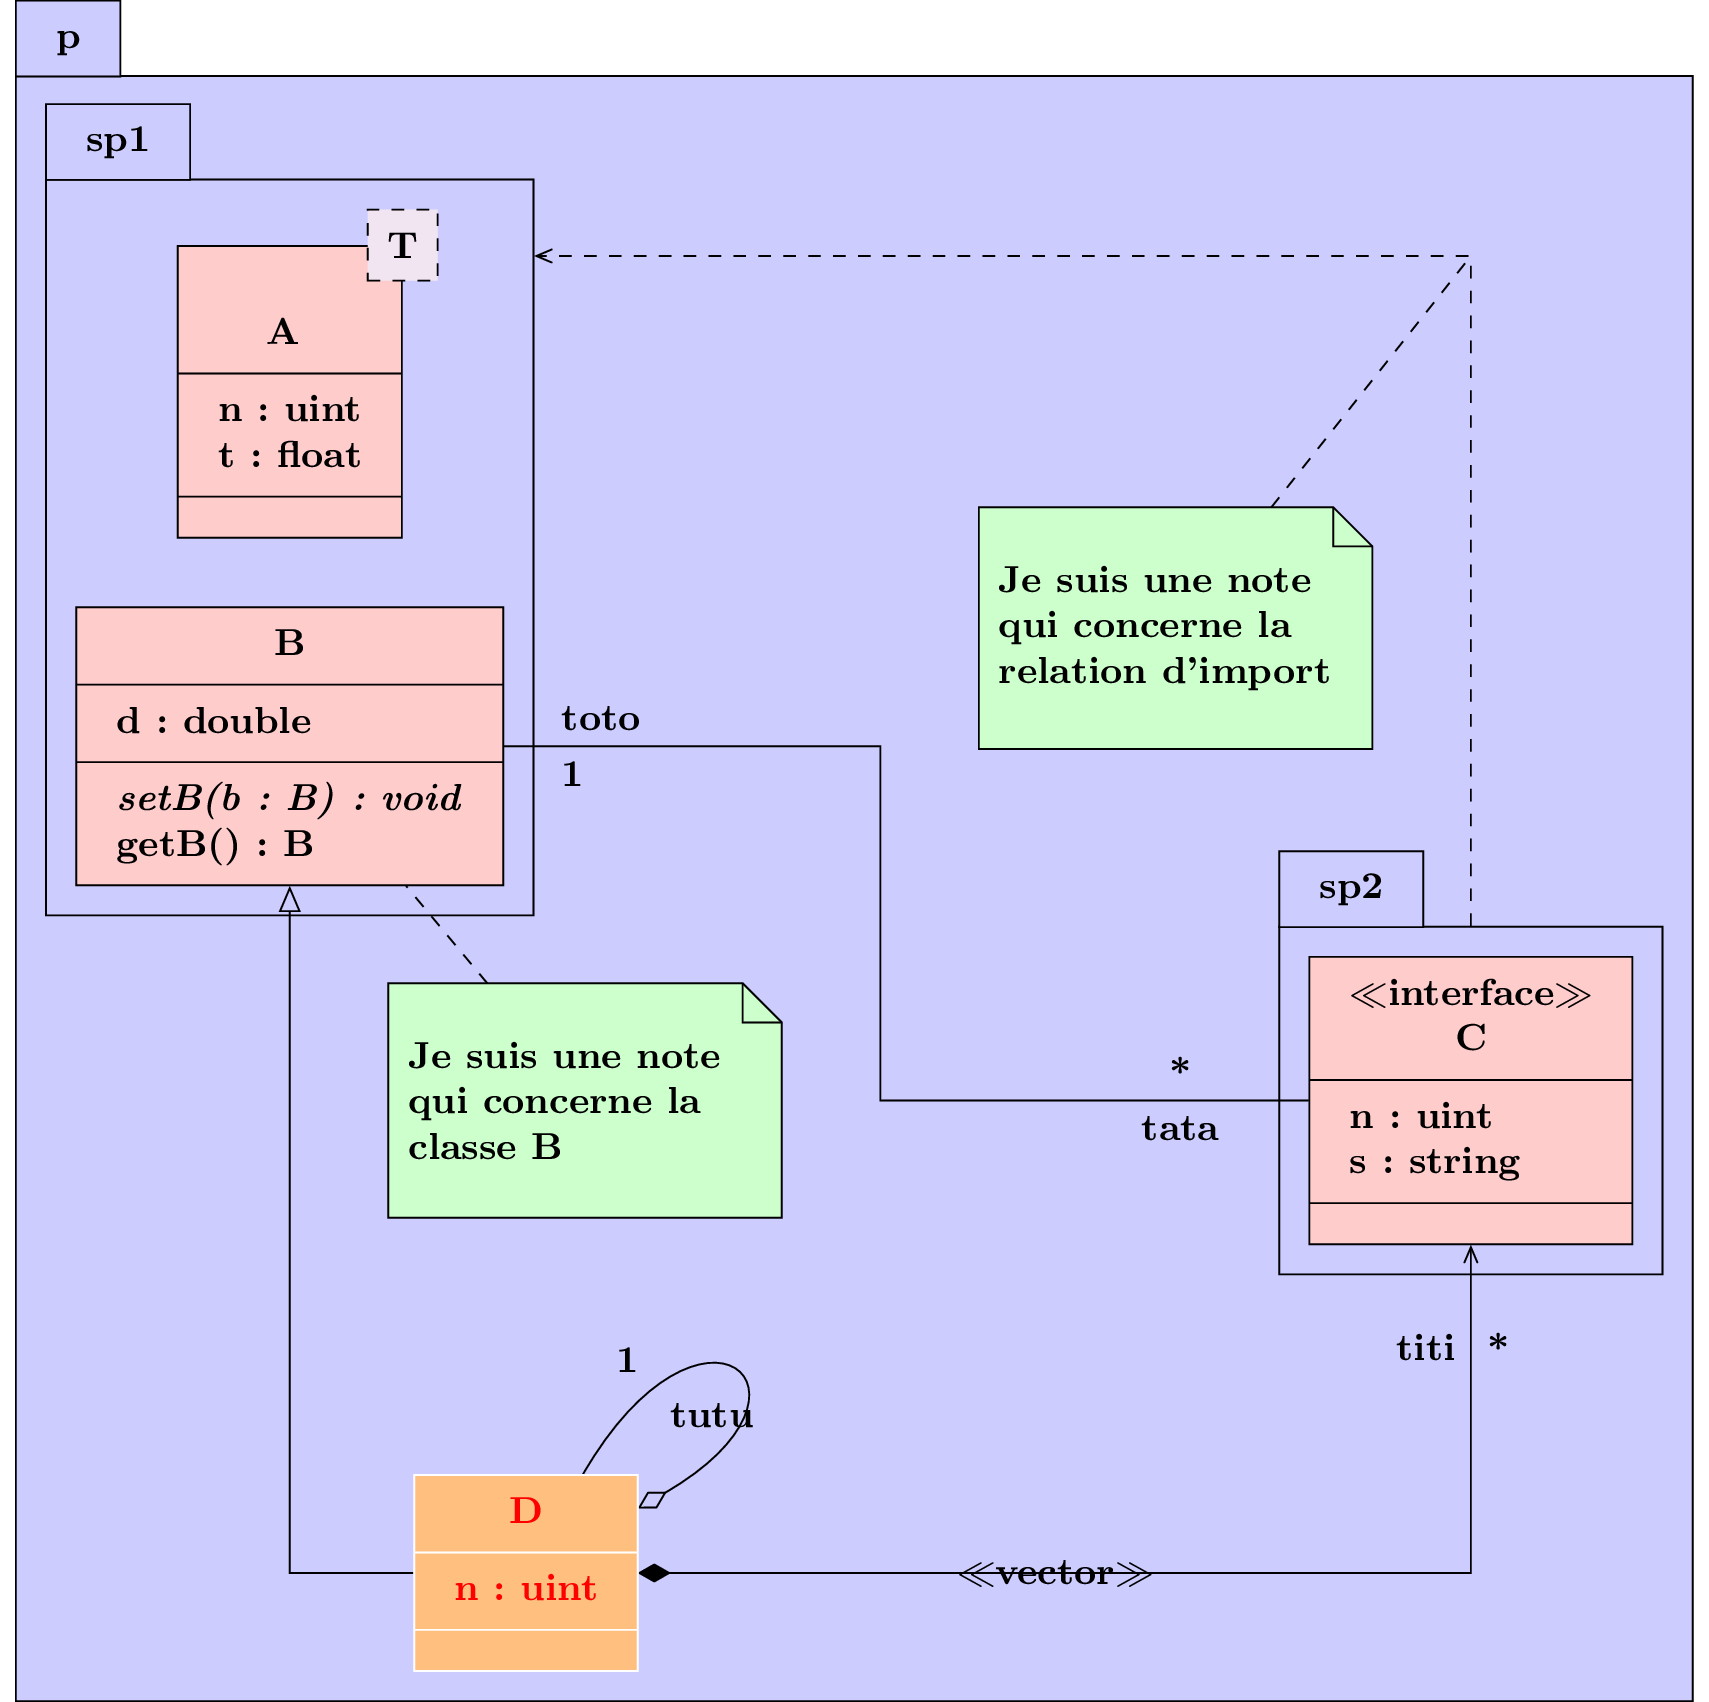 p
sp1
T
A
n : uint
t : float
B
d : double
setB(b : B) : void
getB() : B
toto
1
Je suis une note
qui concerne la
relation d’import
sp2
≪interface≫
C
n : uint
s : string
*
tata
Je suis une note
qui concerne la
classe B
titi *
1
tutu
D
n : uint
≪vector≫